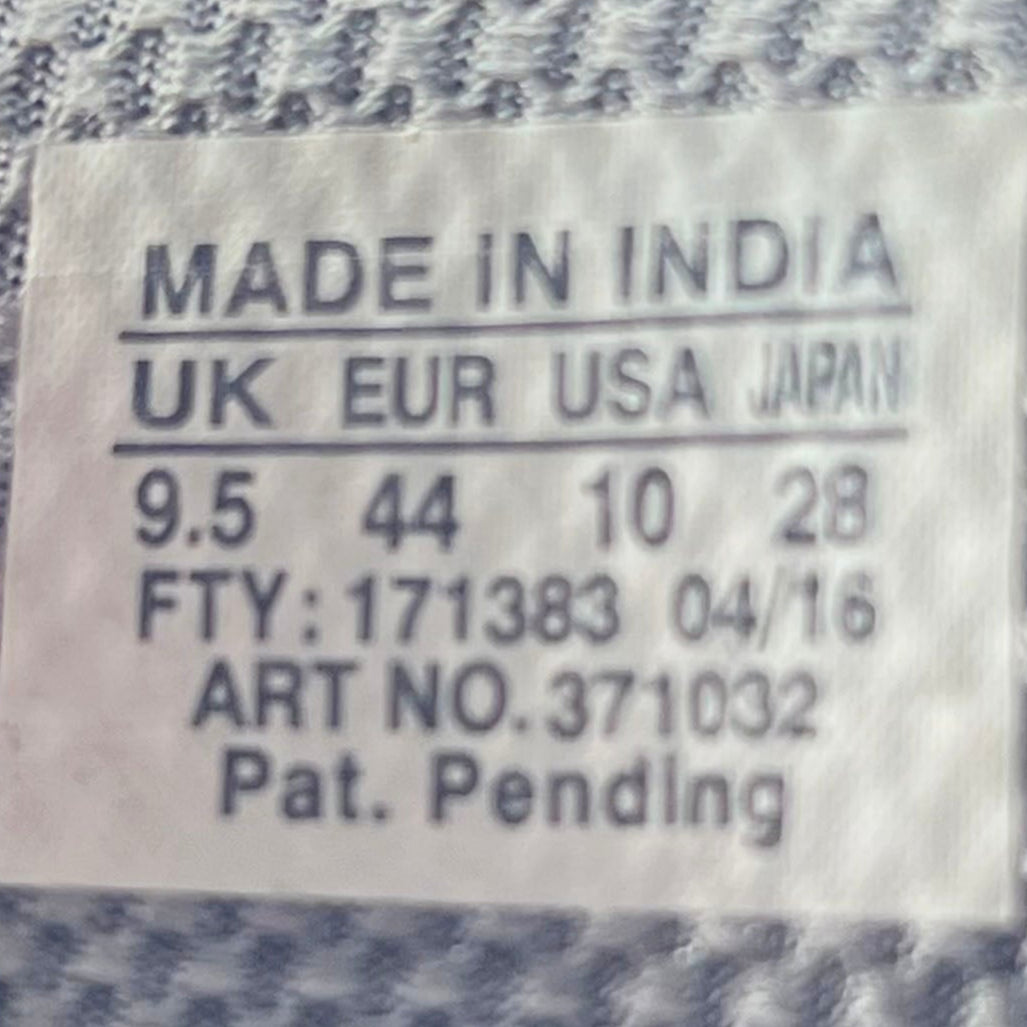 MADE IN INDIA
UK EUR USA JAPAN
9.5 44 10 28
FTY: 171383 04/16
ART NO. 371032
Pat. Pending